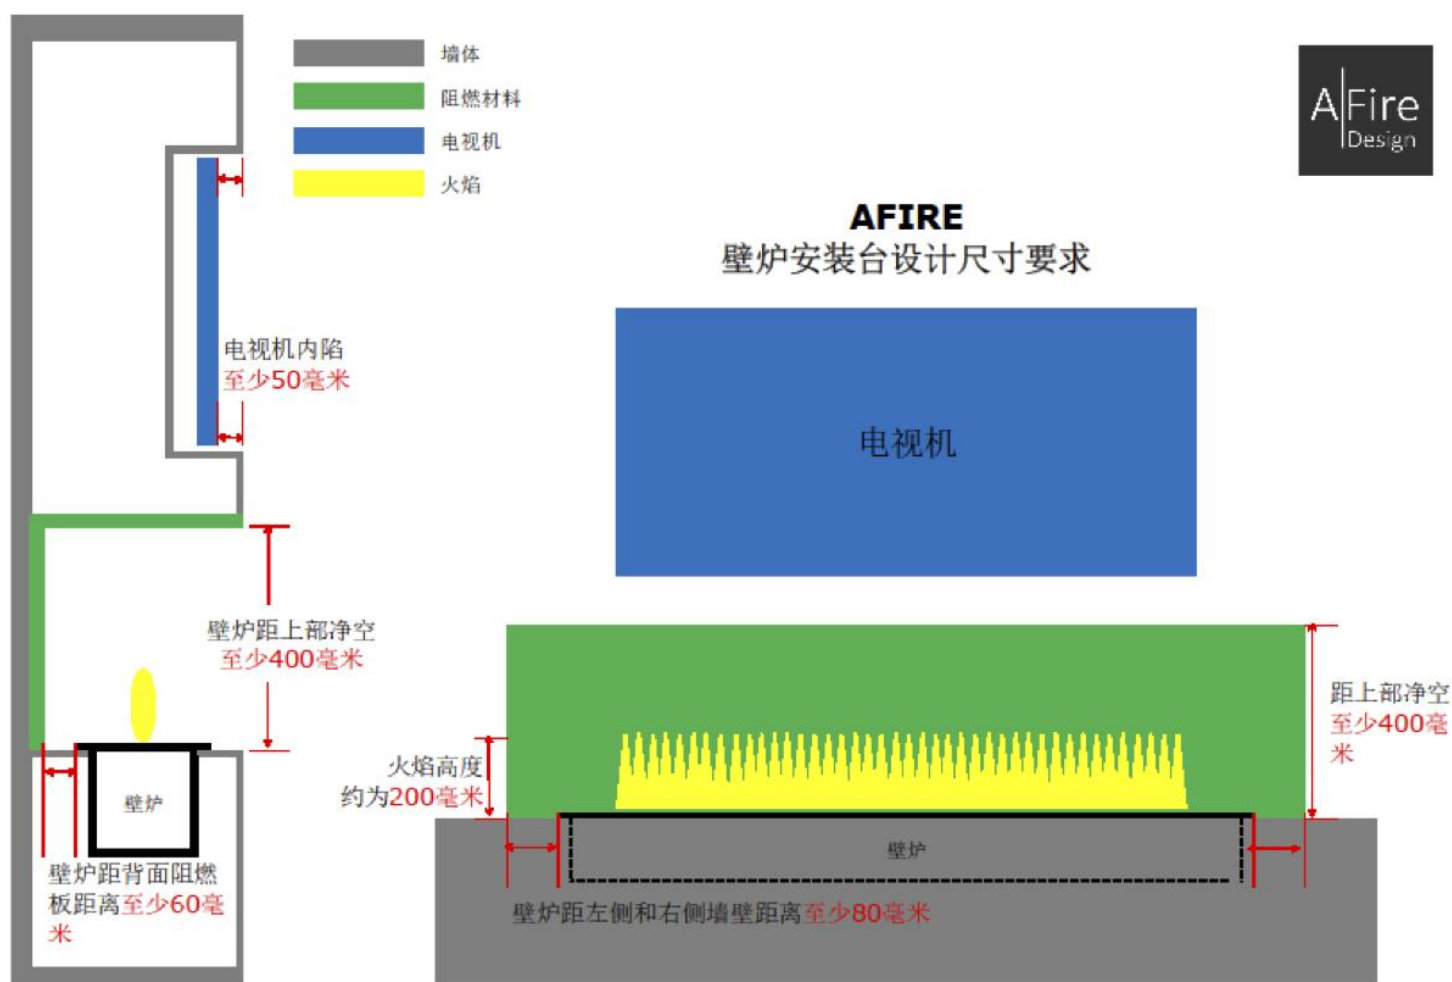 墙体
阻燃材料
电视机
火焰
A Fire
Design
AFIRE
壁炉安装台设计尺寸要求
电视机内陷
至少50毫米
电视机
壁炉距上部净空
至少400毫米
距上部净空
至少400毫
米
火焰高度
约为200毫米
壁炉
壁炉
壁炉距背面阻燃
板距离至少60毫
米
壁炉距左侧和右侧墙壁距离至少80毫米